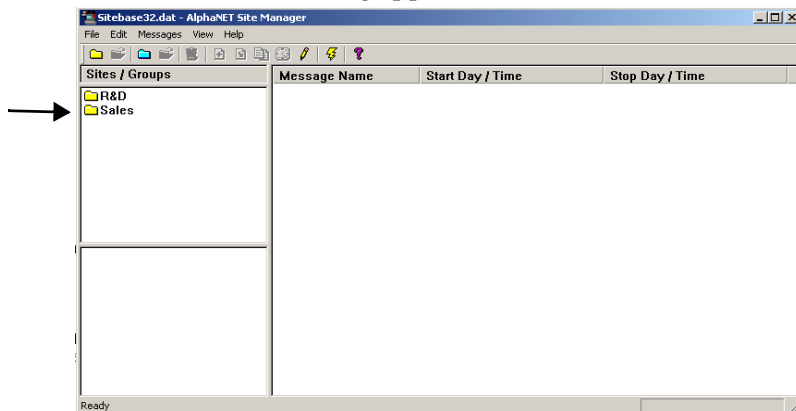 Sitebase32.dat - AlphaNET Site Manager
File Edit Messages View Help
Sites / Groups
Message Name Start Day / Time Stop Day / Time
R&D
Sales
Ready